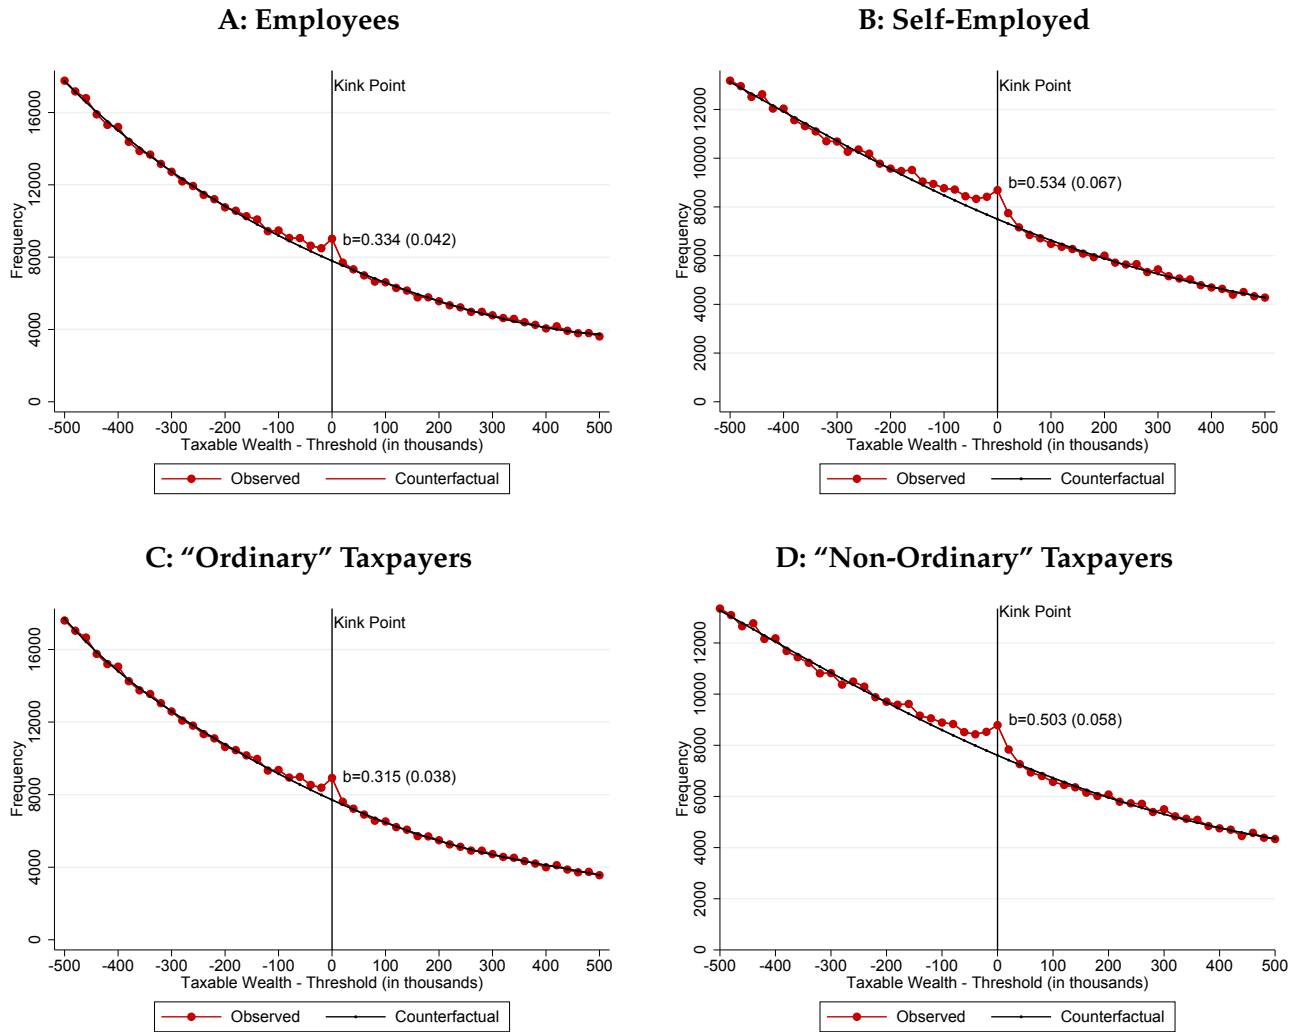 A: Employees
Kink Point
b=0.334 (0.042)
Frequency
0 4000 8000 12000 16000
-500 -400 -300 -200 -100 0 100 200 300 400 500
Taxable Wealth - Threshold (in thousands)
Observed Counterfactual
B: Self-Employed
Kink Point
b=0.534 (0.067)
Frequency
0 2000 4000 6000 8000 10000 12000
-500 -400 -300 -200 -100 0 100 200 300 400 500
Taxable Wealth - Threshold (in thousands)
Observed Counterfactual
C: “Ordinary” Taxpayers
Kink Point
b=0.315 (0.038)
Frequency
0 4000 8000 12000 16000
-500 -400 -300 -200 -100 0 100 200 300 400 500
Taxable Wealth - Threshold (in thousands)
Observed Counterfactual
D: “Non-Ordinary” Taxpayers
Kink Point
b=0.503 (0.058)
Frequency
0 2000 4000 6000 8000 10000 12000
-500 -400 -300 -200 -100 0 100 200 300 400 500
Taxable Wealth - Threshold (in thousands)
Observed Counterfactual